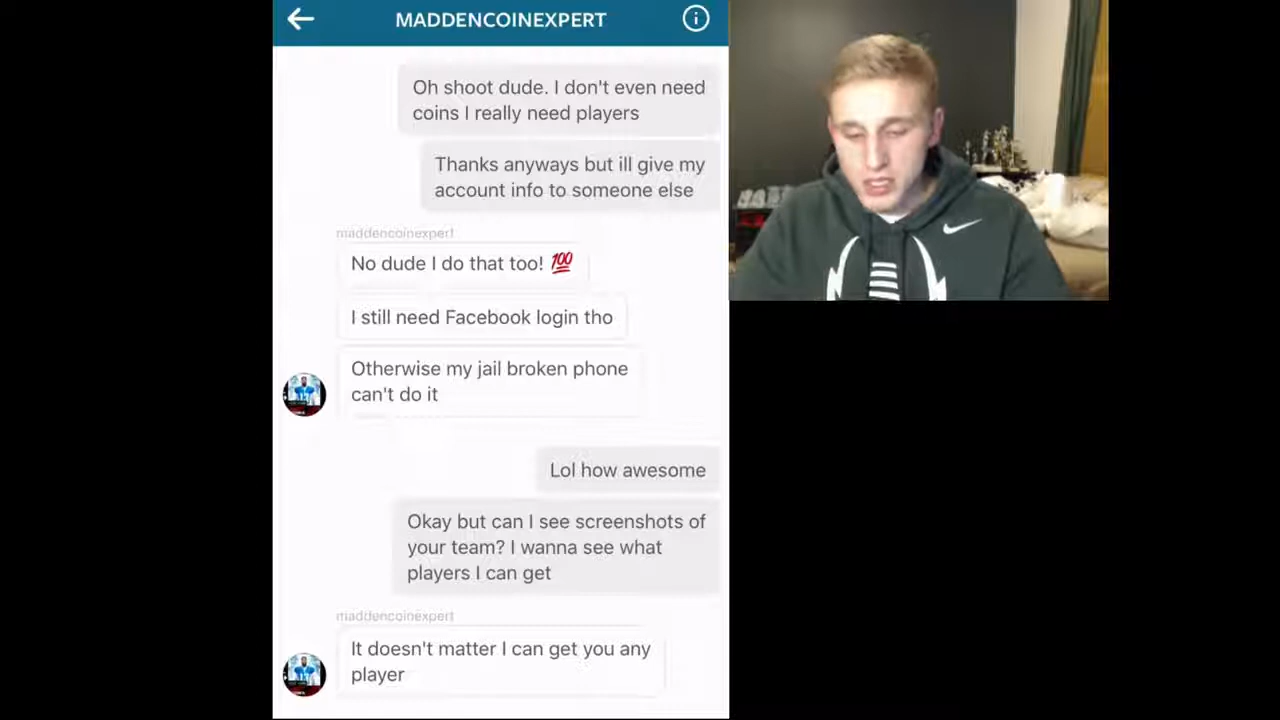 MADDENCOINEXPERT
Oh shoot dude. I don't even need
coins I really need players
Thanks anyways but ill give my
account info to someone else
maddencoinexpert
No dude I do that too! 💯
I still need Facebook login tho
Otherwise my jail broken phone
can't do it
Lol how awesome
Okay but can I see screenshots of
your team? I wanna see what
players I can get
maddencoinexpert
It doesn't matter I can get you any
player